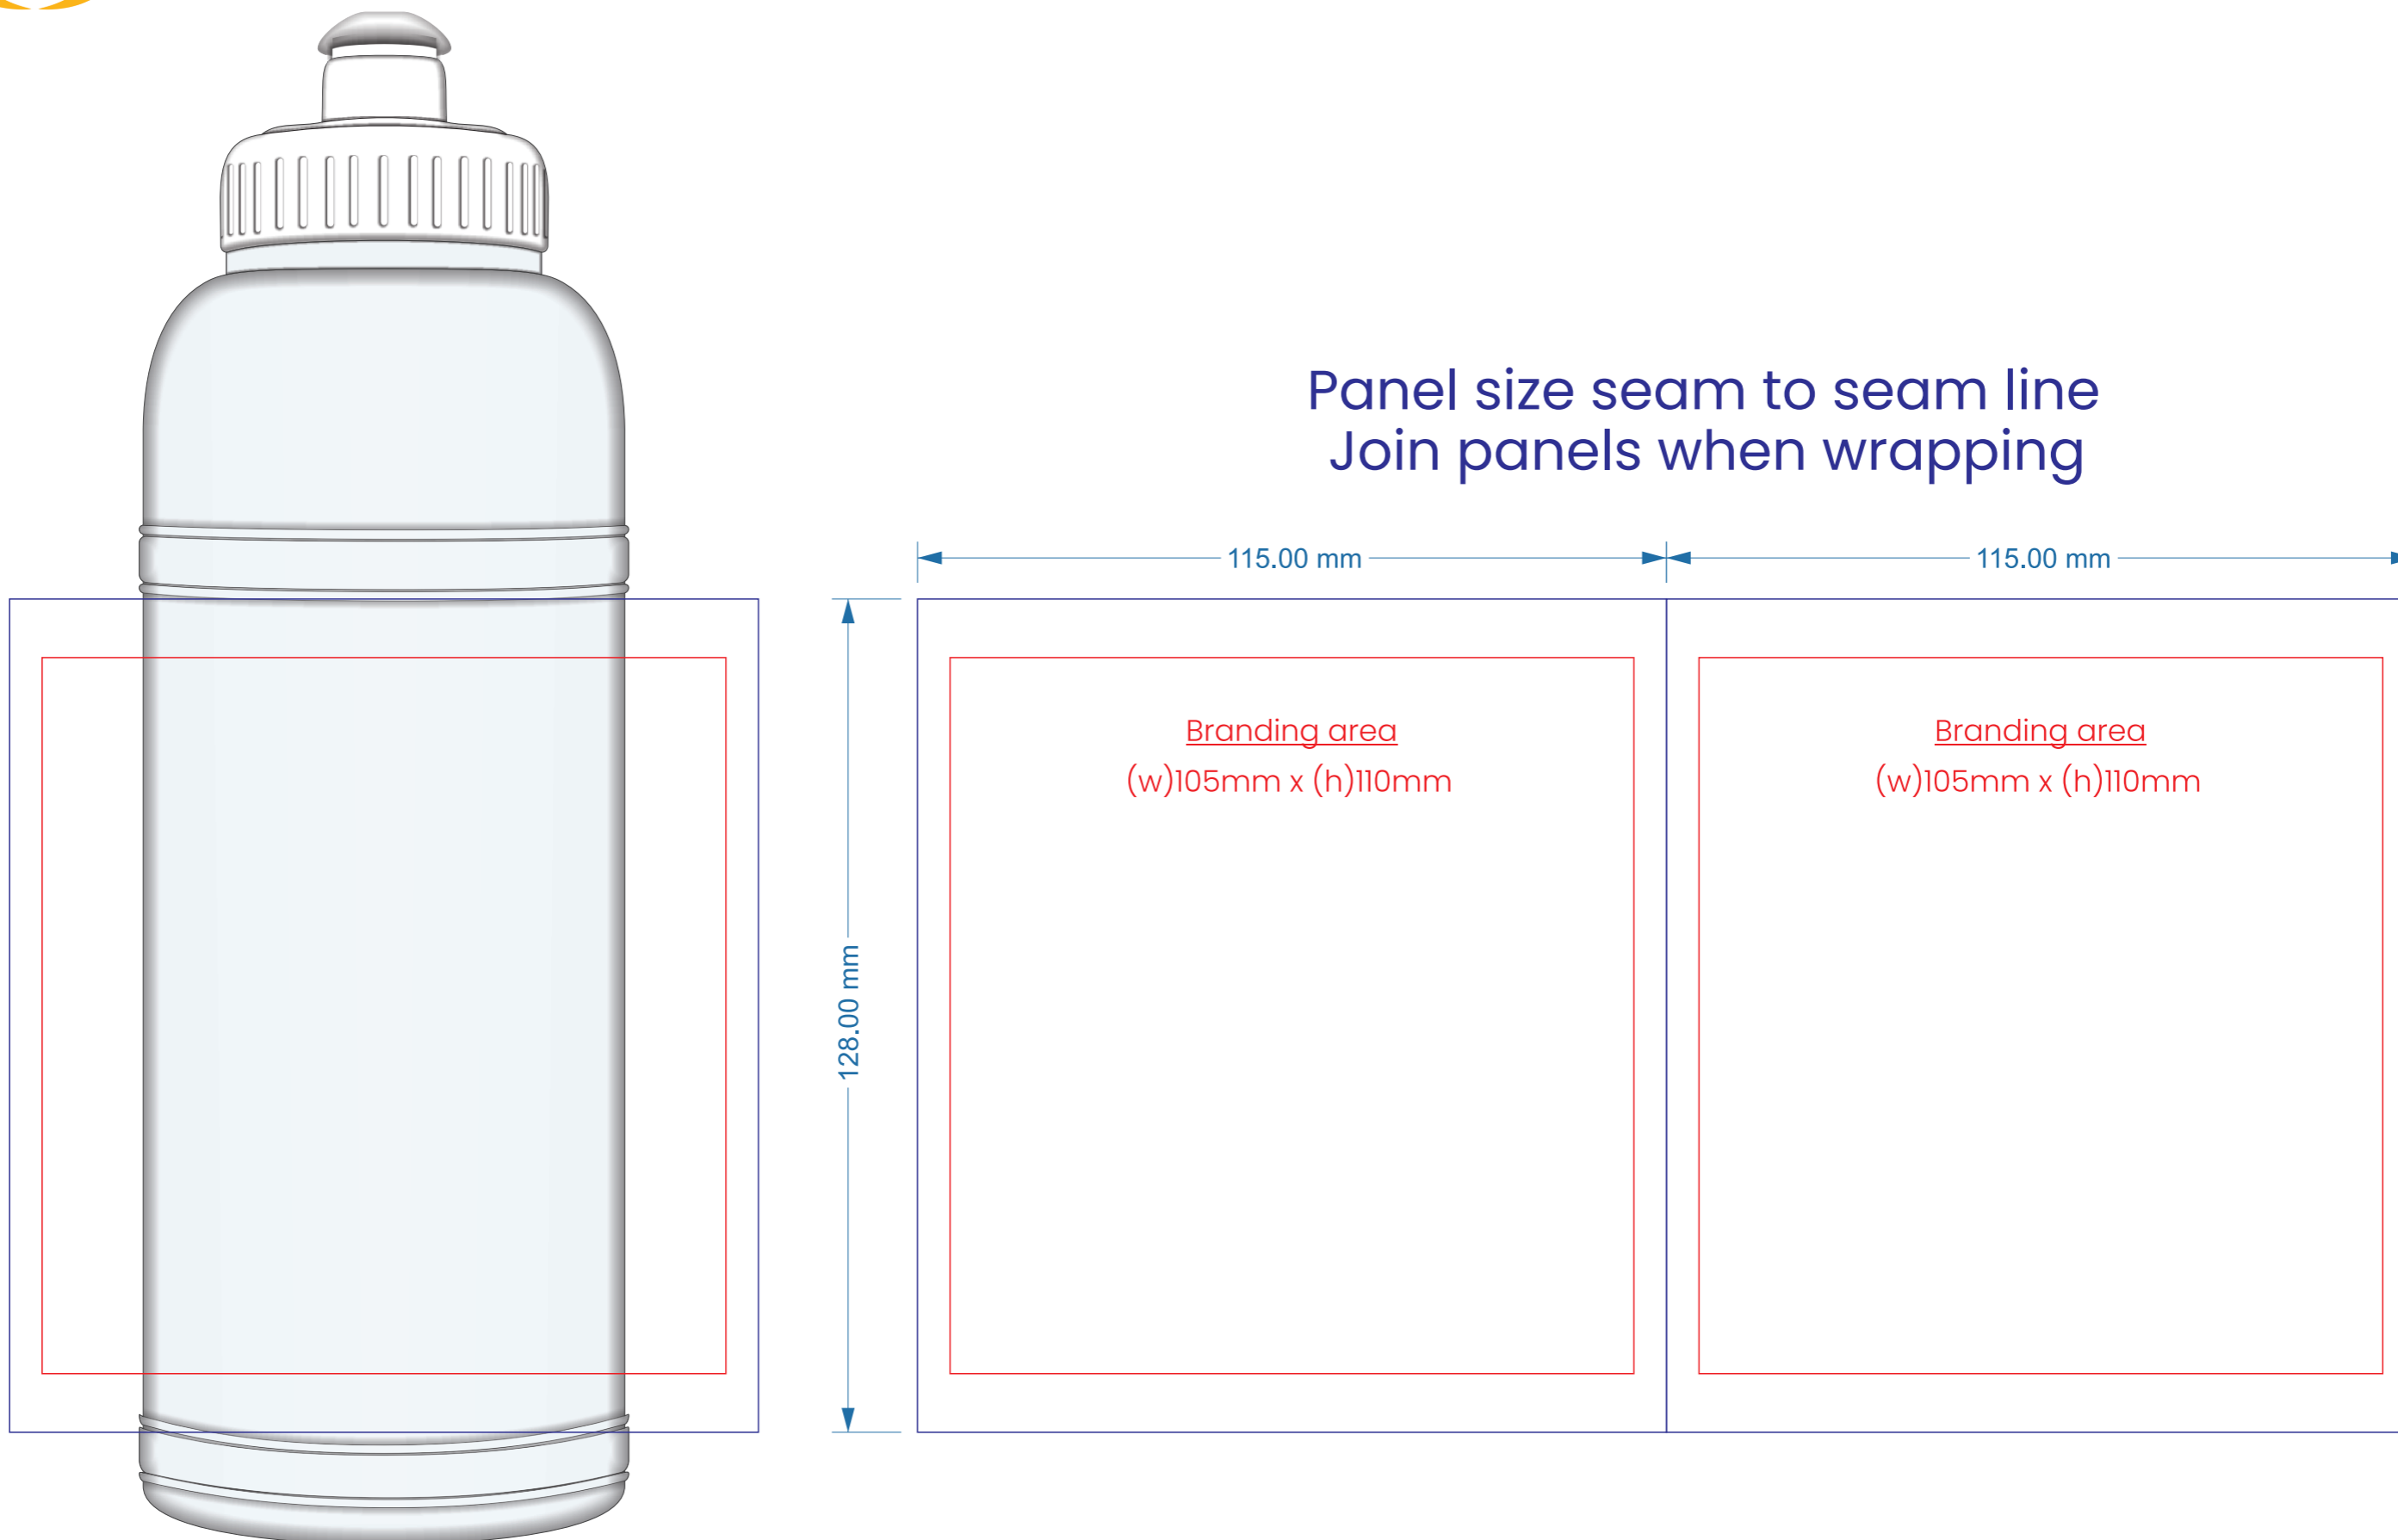 Panel size seam to seam line
Join panels when wrapping
115.00 mm
115.00 mm
128.00 mm
Branding area
(w)105mm x (h)110mm
Branding area
(w)105mm x (h)110mm